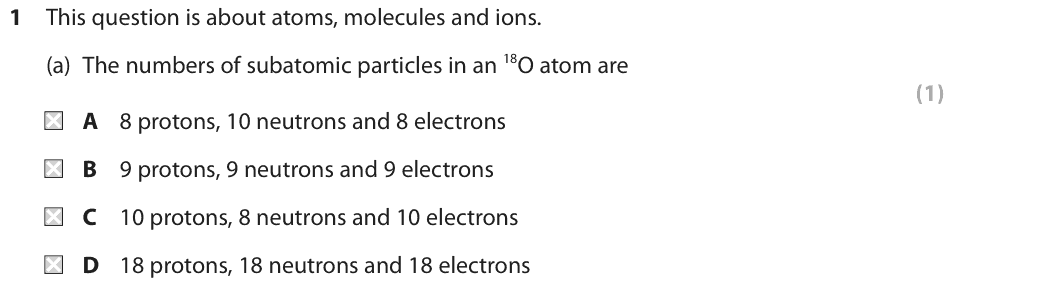 1 This question is about atoms, molecules and ions.
(a) The numbers of subatomic particles in an ¹⁸O atom are
(1)
A 8 protons, 10 neutrons and 8 electrons
B 9 protons, 9 neutrons and 9 electrons
C 10 protons, 8 neutrons and 10 electrons
D 18 protons, 18 neutrons and 18 electrons